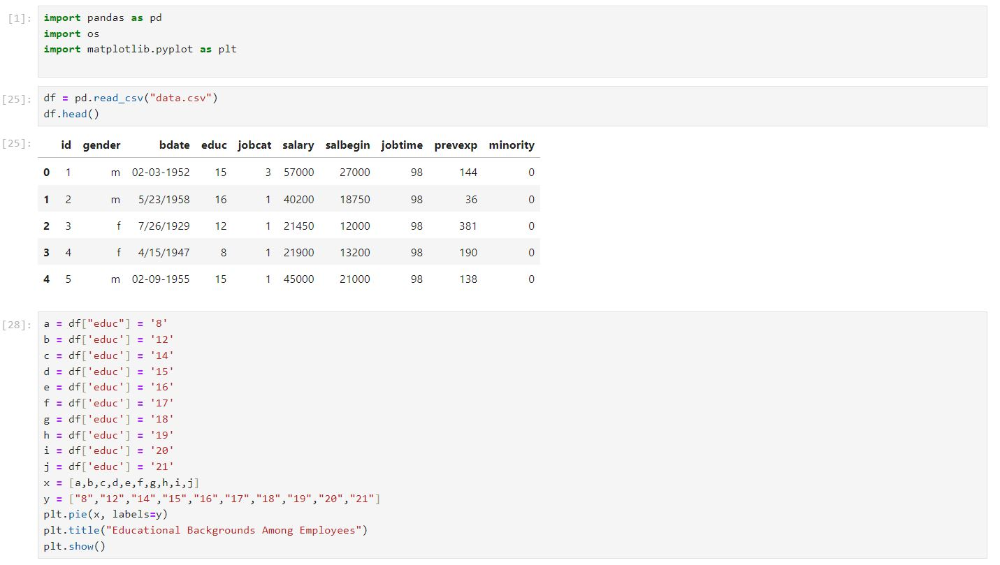 [1]: import pandas as pd
import os
import matplotlib.pyplot as plt
[25]: df = pd.read_csv("data.csv")
df.head()
[25]: id gender bdate educ jobcat salary salbegin jobtime prevexp minority
0 1 m 02-03-1952 15 3 57000 27000 98 144 0
1 2 m 5/23/1958 16 1 40200 18750 98 36 0
2 3 f 7/26/1929 12 1 21450 12000 98 381 0
3 4 f 4/15/1947 8 1 21900 13200 98 190 0
4 5 m 02-09-1955 15 1 45000 21000 98 138 0
[28]: a = df["educ"] = '8'
b = df['educ'] = '12'
c = df['educ'] = '14'
d = df['educ'] = '15'
e = df['educ'] = '16'
f = df['educ'] = '17'
g = df['educ'] = '18'
h = df['educ'] = '19'
i = df['educ'] = '20'
j = df['educ'] = '21'
x = [a,b,c,d,e,f,g,h,i,j]
y = ["8","12","14","15","16","17","18","19","20","21"]
plt.pie(x, labels=y)
plt.title("Educational Backgrounds Among Employees")
plt.show()